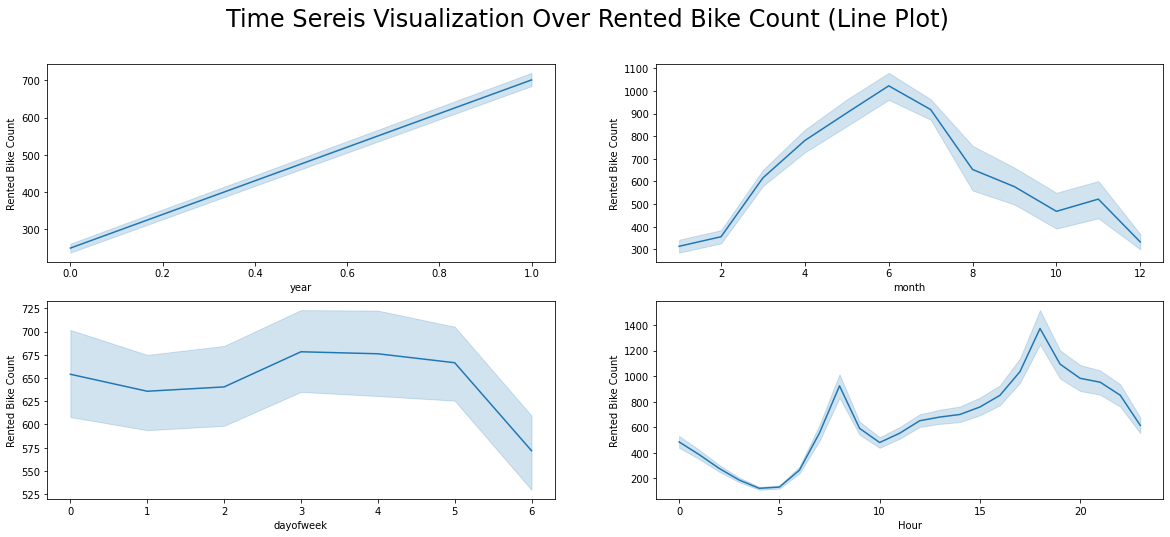 Time Sereis Visualization Over Rented Bike Count (Line Plot)
Rented Bike Count
700
600
500
400
300
0.0 0.2 0.4 0.6 0.8 1.0
year
Rented Bike Count
1100
1000
900
800
700
600
500
400
300
2 4 6 8 10 12
month
Rented Bike Count
725
700
675
650
625
600
575
550
525
0 1 2 3 4 5 6
dayofweek
Rented Bike Count
1400
1200
1000
800
600
400
200
0 5 10 15 20
Hour